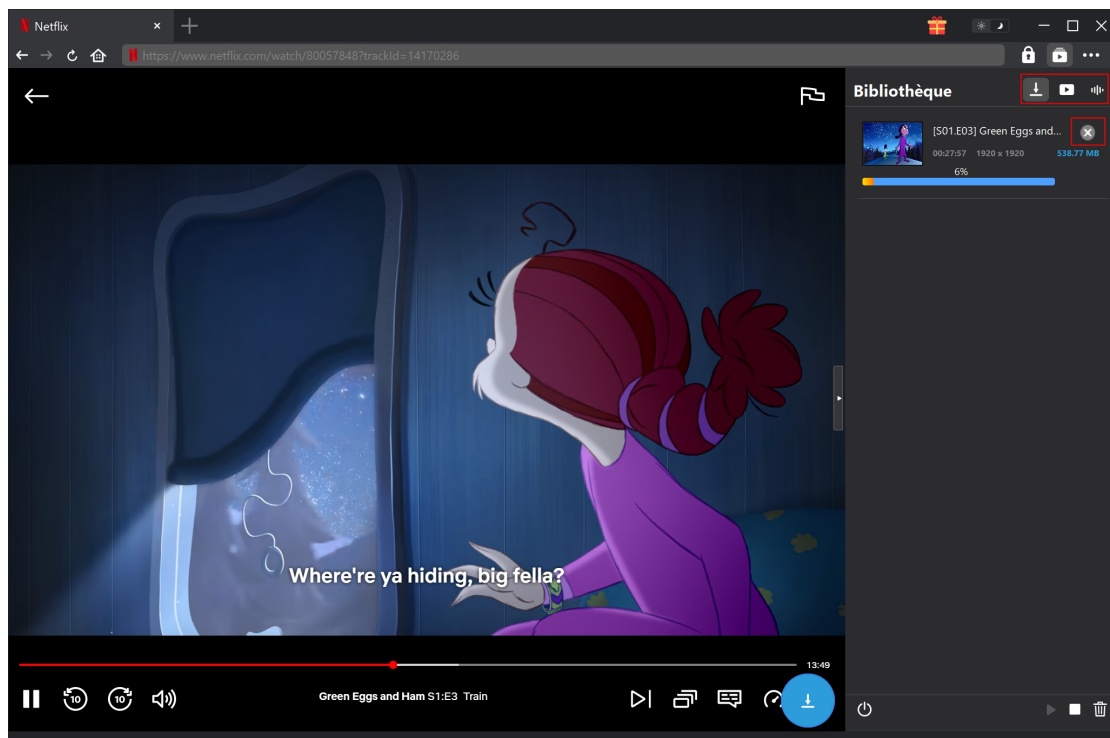 Netflix
https://www.netflix.com/watch/80057848?trackId=14170286
Bibliothèque
[S01.E03] Green Eggs and...
00:27:57 1920 x 1920 538.77 MB
6%
Where're ya hiding, big fella?
13:49
10 10 Green Eggs and Ham S1:E3 Train